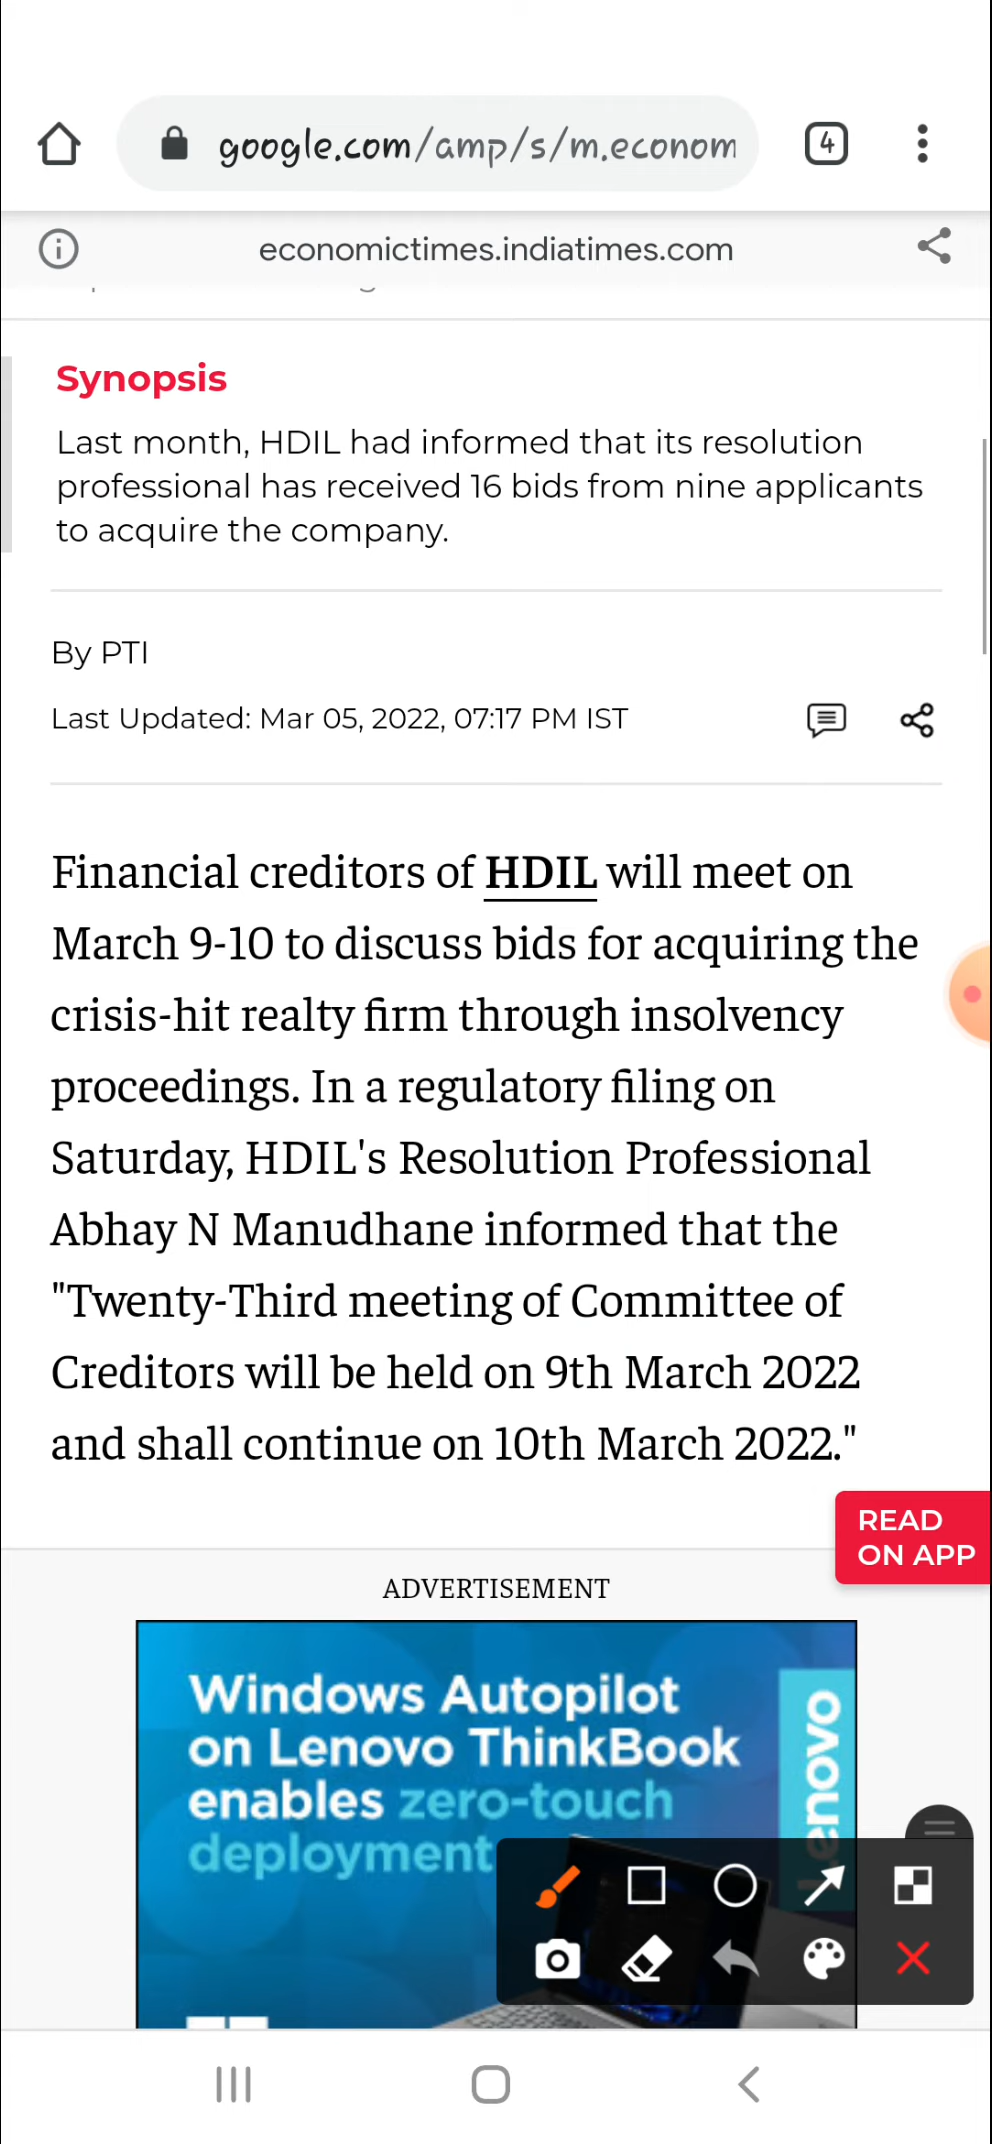 google.com/amp/s/m.econom
4
economictimes.indiatimes.com
Synopsis
Last month, HDIL had informed that its resolution
professional has received 16 bids from nine applicants
to acquire the company.
By PTI
Last Updated: Mar 05, 2022, 07:17 PM IST
Financial creditors of HDIL will meet on
March 9-10 to discuss bids for acquiring the
crisis-hit realty firm through insolvency
proceedings. In a regulatory filing on
Saturday, HDIL's Resolution Professional
Abhay N Manudhane informed that the
"Twenty-Third meeting of Committee of
Creditors will be held on 9th March 2022
and shall continue on 10th March 2022."
READ
ON APP
ADVERTISEMENT
Windows Autopilot
on Lenovo ThinkBook
enables zero-touch
deployment
Lenovo